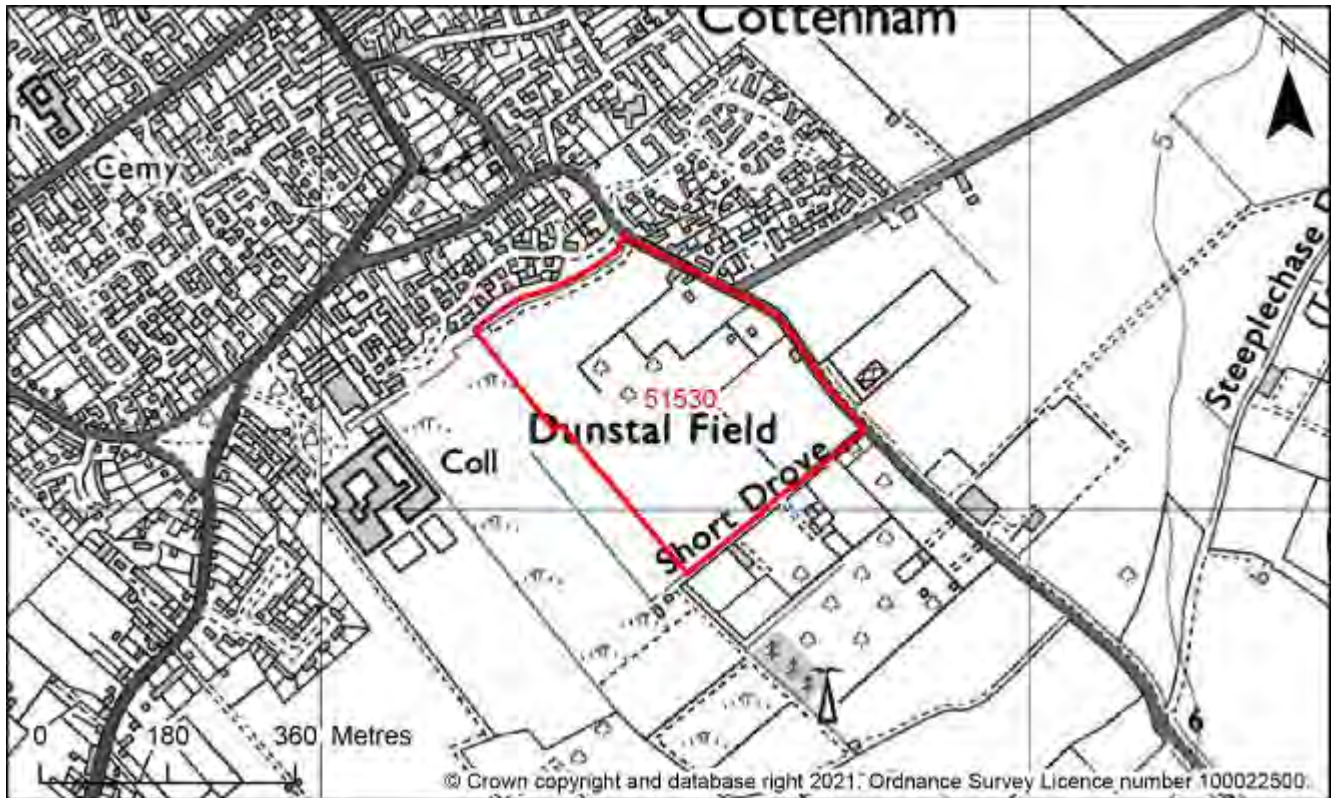 Cottenham
N
Cemy
5
Steeplechase D
51530
Dunstal Field
Coll
Short Drove
6
0 180 360 Metres
© Crown copyright and database right 2021. Ordnance Survey Licence number 100022500.